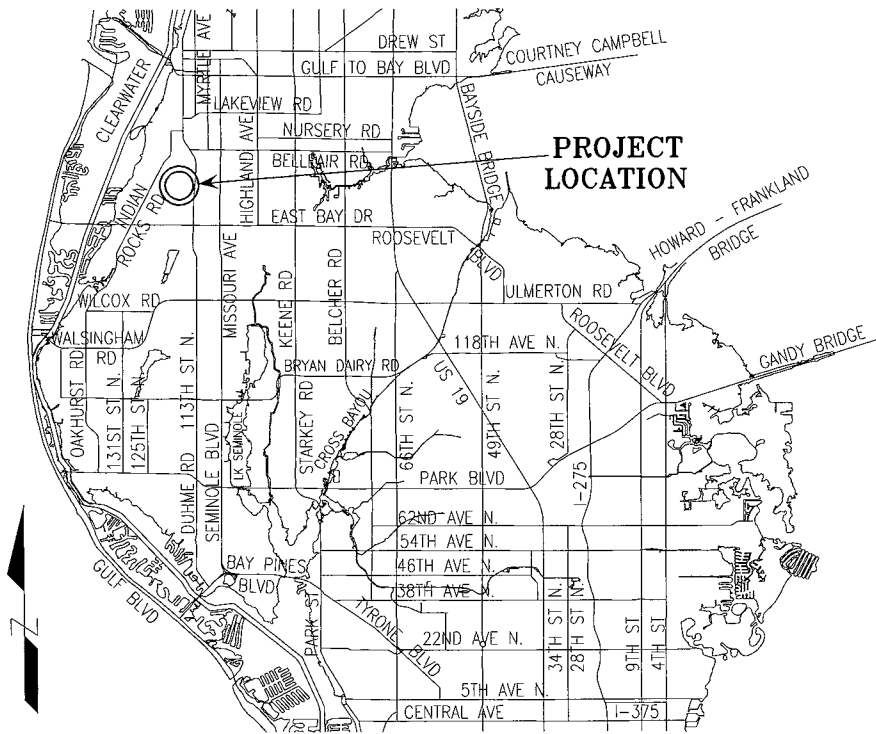 DREW ST
GULF TO BAY BLVD
COURTNEY CAMPBELL
CAUSEWAY
MYRTLE AVE
CLEARWATER
LAKEVIEW RD
BAYSIDE BRIDGE
HIGHLAND AVE
NURSERY RD
BELLEAIR RD
PROJECT
LOCATION
INDIAN
ROCKS RD
EAST BAY DR
ROOSEVELT
BLVD
HOWARD - FRANKLAND
BRIDGE
MISSOURI AVE
KEENE RD
BELCHER RD
ULMERTON RD
WILCOX RD
WALSINGHAM
RD
118TH AVE N.
ROOSEVELT BLVD
GANDY BRIDGE
BRYAN DAIRY RD
US 19
OAKHURST RD
131ST ST N.
125TH ST N.
113TH ST N.
DUHME RD
SEMINOLE BLVD
LK SEMINOLE
STARKEY RD
CROSS BAYOU
66TH ST N.
49TH ST N.
28TH ST N.
I-275
PARK BLVD
62ND AVE N.
54TH AVE N.
46TH AVE N.
38TH AVE N.
BAY PINES
BLVD
GULF BLVD
PARK ST
TYRONE BLVD
22ND AVE N.
34TH ST N.
28TH ST N.
9TH ST
4TH ST
5TH AVE N.
CENTRAL AVE
I-375
N